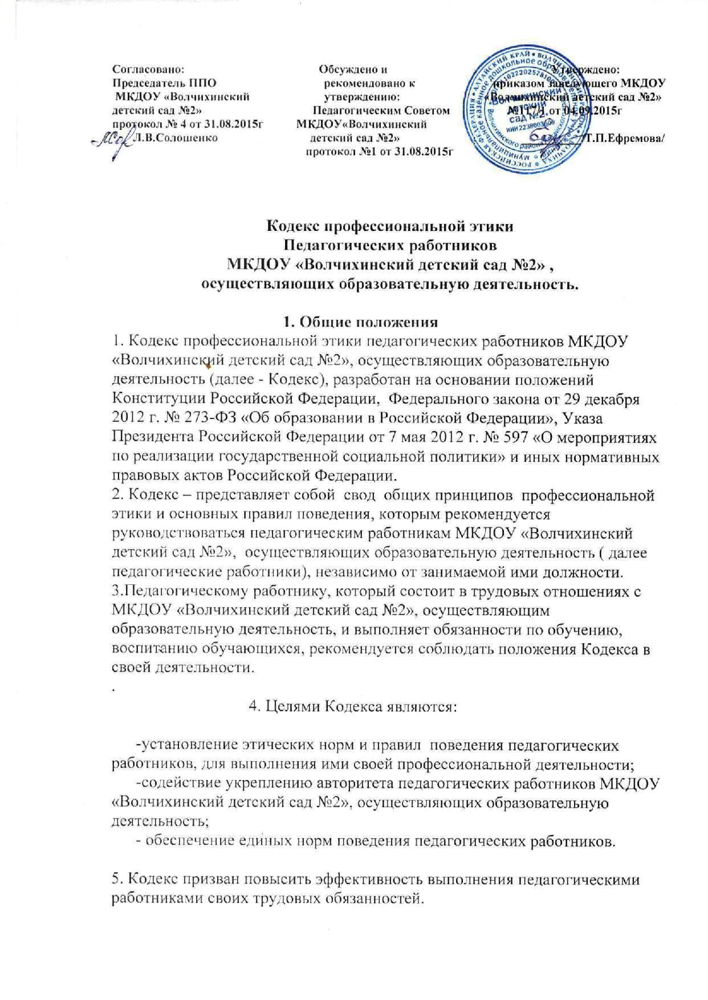 Согласовано:
Председатель ППО
МКДОУ «Волчихинский
детский сад №2»
протокол № 4 от 31.08.2015г
Л.В.Солошенко
Обсуждено и
рекомендовано к
утверждению:
Педагогическим Советом
МКДОУ«Волчихинский
детский сад №2»
протокол №1 от 31.08.2015г
Утверждено:
приказом заведующего МКДОУ
«Волчихинский детский сад №2»
№117/1 от 04.09.2015г
/Т.П.Ефремова/
Волчихинский
детский
сад №2
ИНН 2238003609
Кодекс профессиональной этики
Педагогических работников
МКДОУ «Волчихинский детский сад №2» ,
осуществляющих образовательную деятельность.
1. Общие положения
1. Кодекс профессиональной этики педагогических работников МКДОУ
«Волчихинский детский сад №2», осуществляющих образовательную
деятельность (далее - Кодекс), разработан на основании положений
Конституции Российской Федерации, Федерального закона от 29 декабря
2012 г. № 273-ФЗ «Об образовании в Российской Федерации», Указа
Президента Российской Федерации от 7 мая 2012 г. № 597 «О мероприятиях
по реализации государственной социальной политики» и иных нормативных
правовых актов Российской Федерации.
2. Кодекс – представляет собой свод общих принципов профессиональной
этики и основных правил поведения, которым рекомендуется
руководствоваться педагогическим работникам МКДОУ «Волчихинский
детский сад №2», осуществляющих образовательную деятельность ( далее
педагогические работники), независимо от занимаемой ими должности.
3.Педагогическому работнику, который состоит в трудовых отношениях с
МКДОУ «Волчихинский детский сад №2», осуществляющим
образовательную деятельность, и выполняет обязанности по обучению,
воспитанию обучающихся, рекомендуется соблюдать положения Кодекса в
своей деятельности.
.
4. Целями Кодекса являются:
-установление этических норм и правил поведения педагогических
работников, для выполнения ими своей профессиональной деятельности;
-содействие укреплению авторитета педагогических работников МКДОУ
«Волчихинский детский сад №2», осуществляющих образовательную
деятельность;
- обеспечение единых норм поведения педагогических работников.
5. Кодекс призван повысить эффективность выполнения педагогическими
работниками своих трудовых обязанностей.